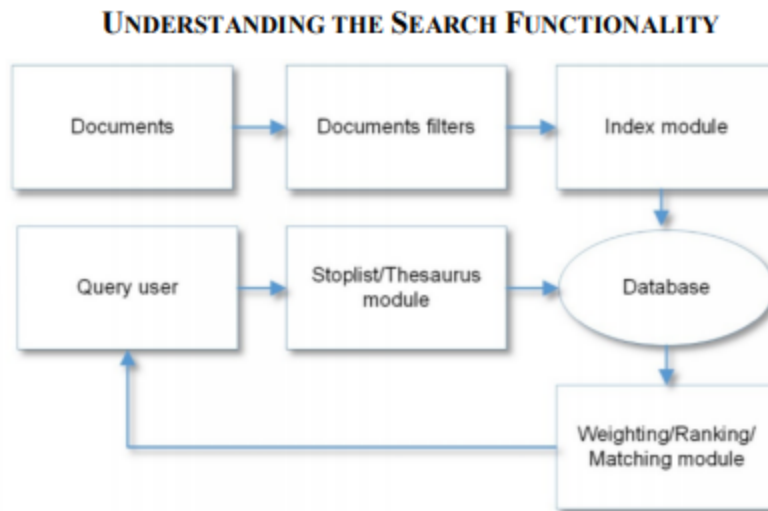 UNDERSTANDING THE SEARCH FUNCTIONALITY
Documents
Documents filters
Index module
Query user
Stoplist/Thesaurus
module
Database
Weighting/Ranking/
Matching module